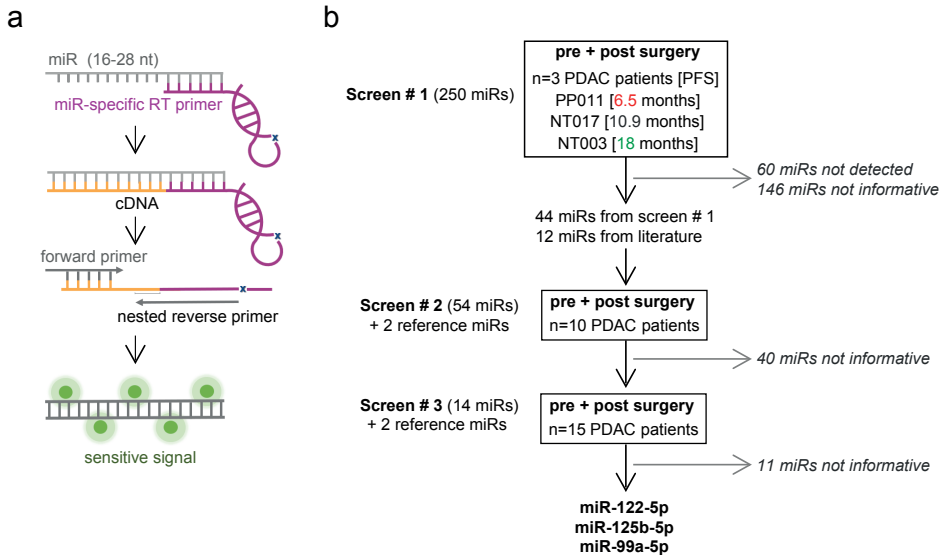 a
miR (16-28 nt)
miR-specific RT primer
x
cDNA
x
forward primer
x
nested reverse primer
sensitive signal
b
pre + post surgery
n=3 PDAC patients [PFS]
PP011 [6.5 months]
NT017 [10.9 months]
NT003 [18 months]
Screen # 1 (250 miRs)
60 miRs not detected
146 miRs not informative
44 miRs from screen # 1
12 miRs from literature
Screen # 2 (54 miRs)
+ 2 reference miRs
pre + post surgery
n=10 PDAC patients
40 miRs not informative
Screen # 3 (14 miRs)
+ 2 reference miRs
pre + post surgery
n=15 PDAC patients
11 miRs not informative
miR-122-5p
miR-125b-5p
miR-99a-5p